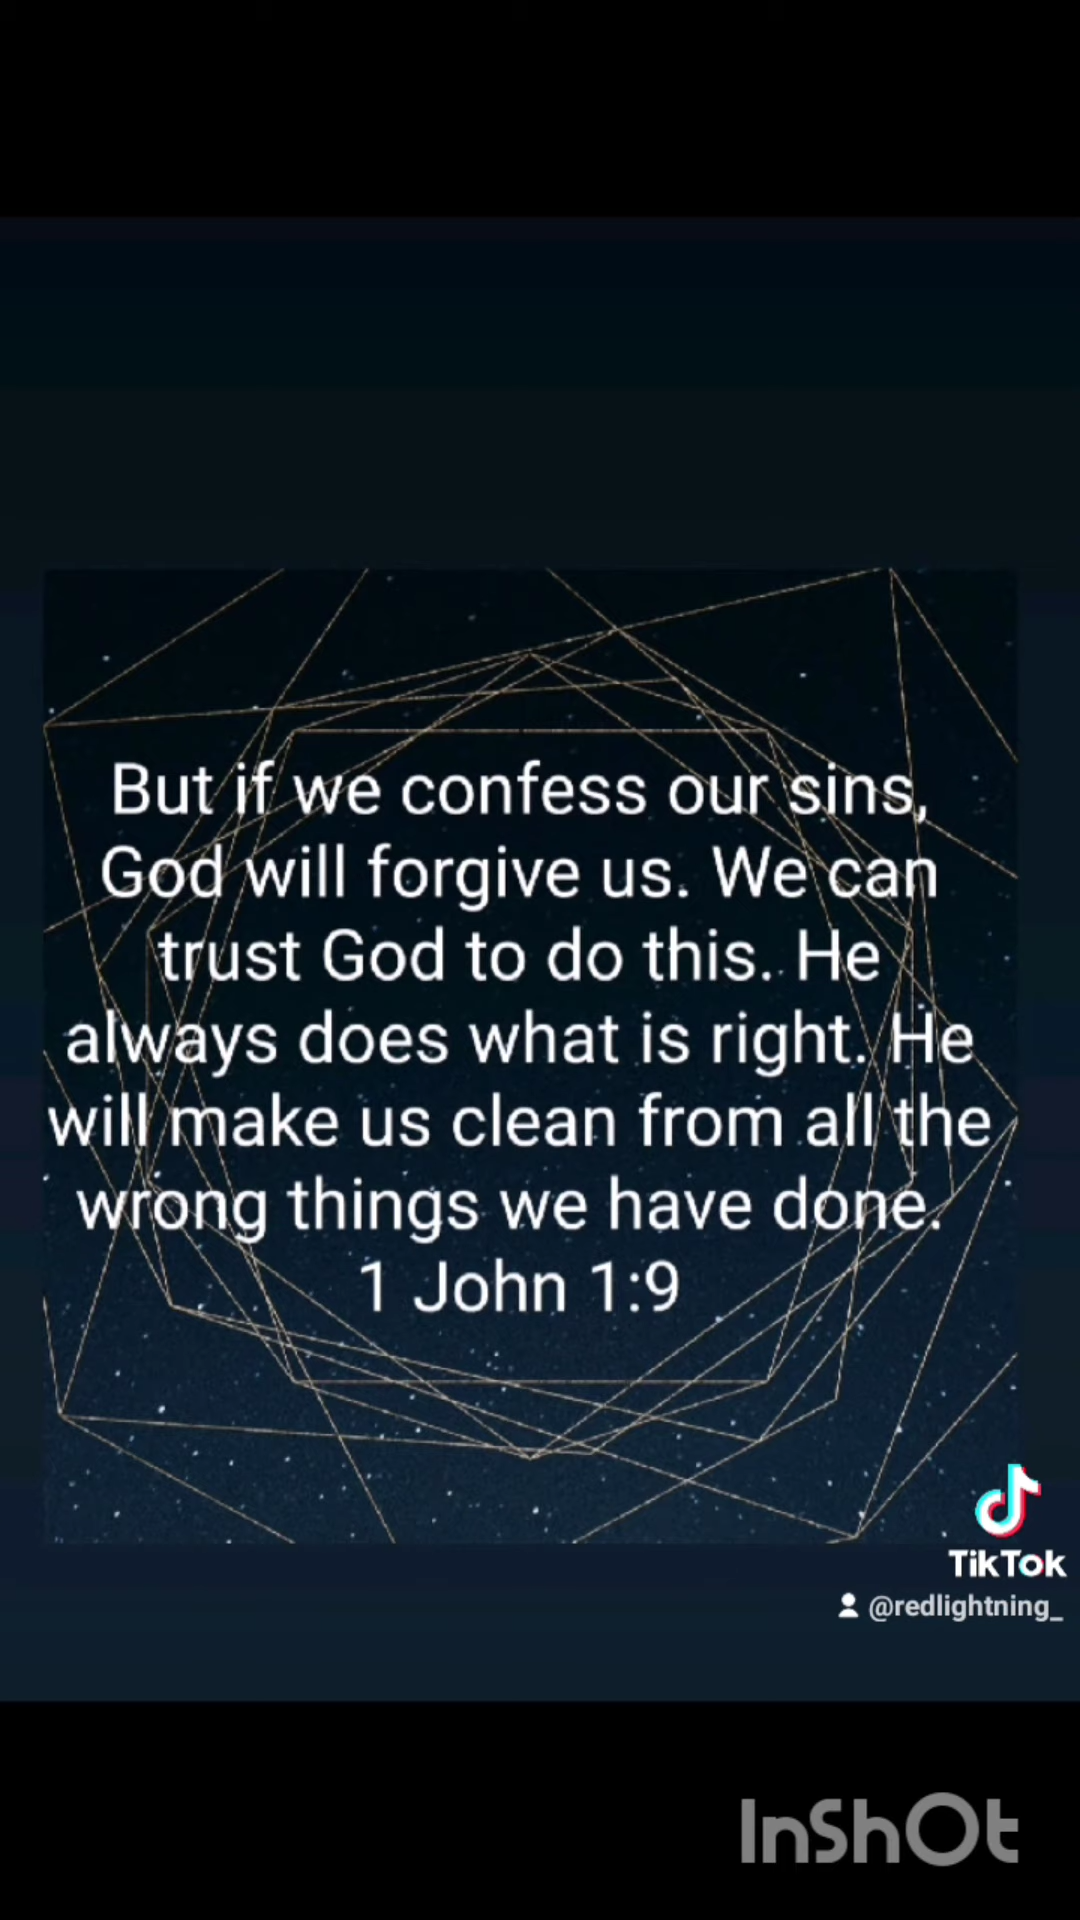 But if we confess our sins,
God will forgive us. We can
trust God to do this. He
always does what is right. He
will make us clean from all the
wrong things we have done.
1 John 1:9
TikTok
@redlightning_
InShOt